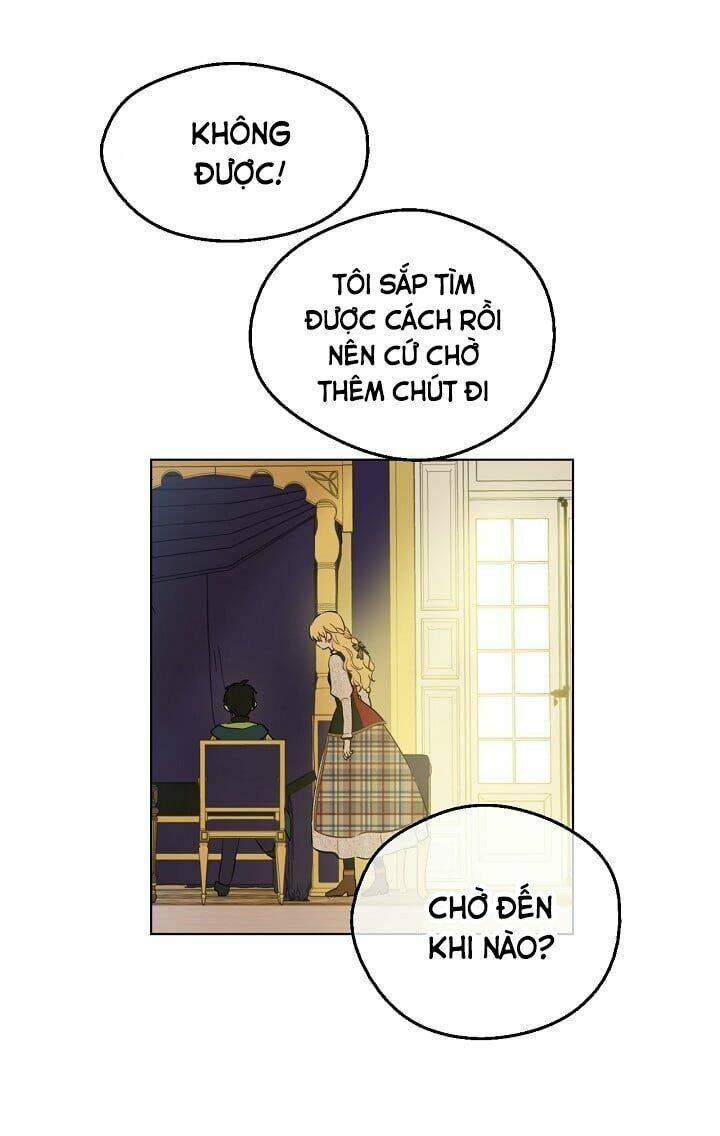 KHÔNG
ĐƯỢC!
TÔI SẮP TÌM
ĐƯỢC CÁCH RỒI
NÊN CỨ CHỜ
THÊM CHÚT ĐI
CHỜ ĐẾN
KHI NÀO?